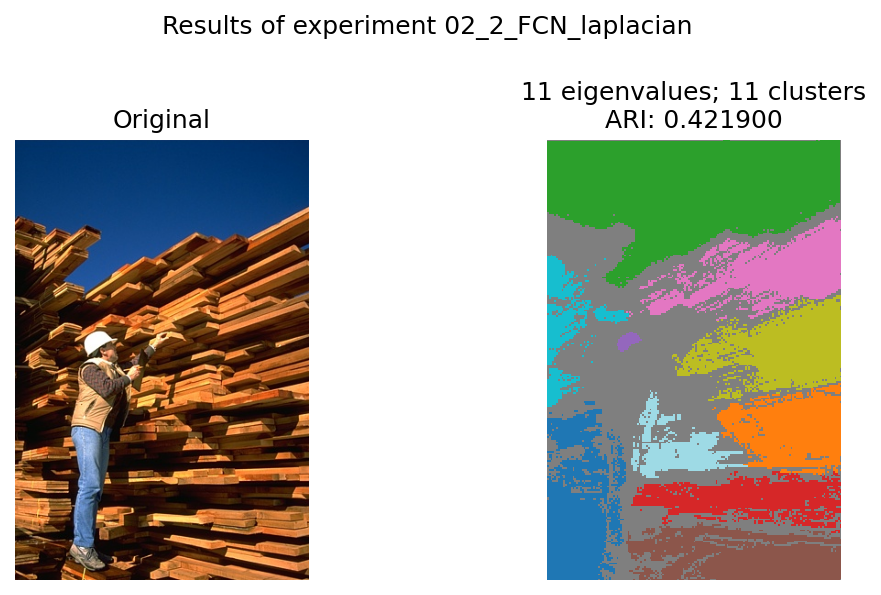 Results of experiment 02_2_FCN_laplacian
Original
11 eigenvalues; 11 clusters
ARI: 0.421900